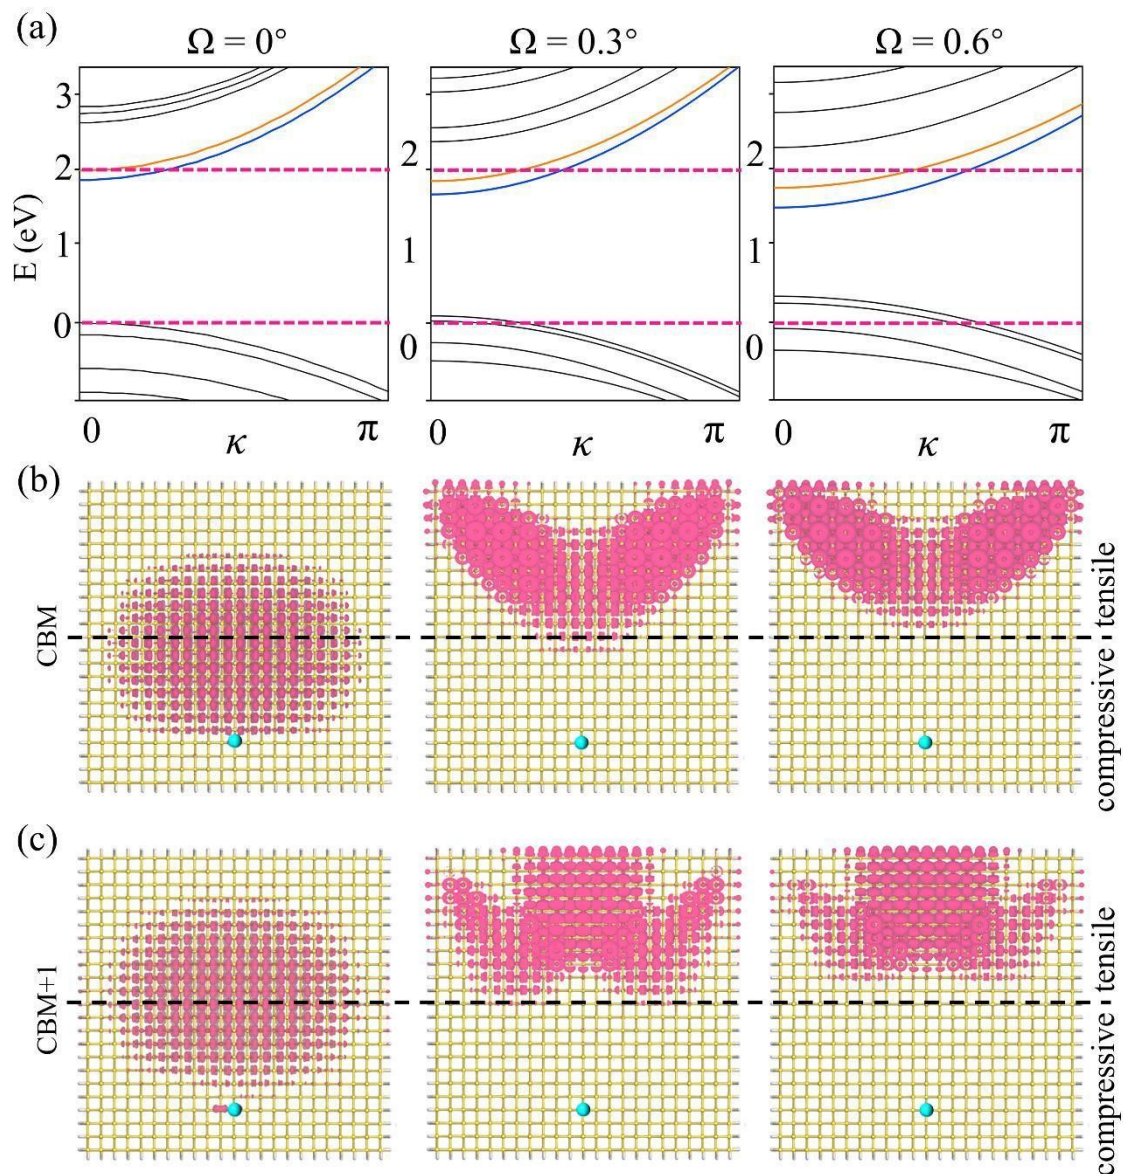 (a)
Ω = 0°
Ω = 0.3°
Ω = 0.6°
E (eV)
3
2
1
0
2
1
0
2
1
0
0 κ π
0 κ π
0 κ π
(b)
CBM
compressive
tensile
(c)
CBM+1
compressive
tensile